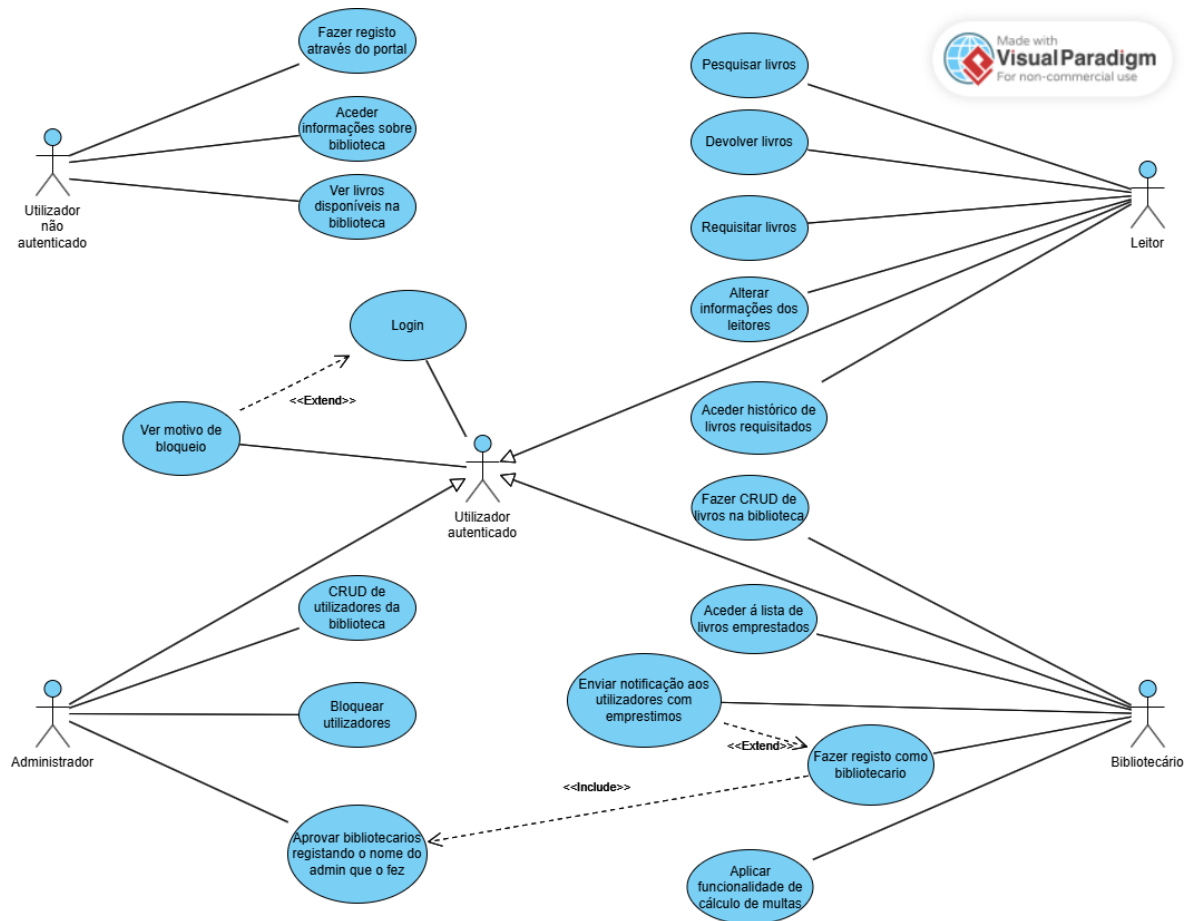 Fazer registo
através do portal
Aceder
informações sobre
biblioteca
Ver livros
disponíveis na
biblioteca
Utilizador
não
autenticado
Pesquisar livros
Devolver livros
Requisitar livros
Alterar
informações dos
leitores
Aceder histórico de
livros requisitados
Leitor
Made with
Visual Paradigm
For non-commercial use
Login
<<Extend>>
Ver motivo de
bloqueio
Utilizador
autenticado
Fazer CRUD de
livros na biblioteca
CRUD de
utilizadores da
biblioteca
Aceder á lista de
livros emprestados
Bloquear
utilizadores
Administrador
Enviar notificação aos
utilizadores com
emprestimos
<<Extend>>
Fazer registo como
bibliotecario
Bibliotecário
<<Include>>
Aprovar bibliotecarios
registando o nome do
admin que o fez
Aplicar
funcionalidade de
cálculo de multas